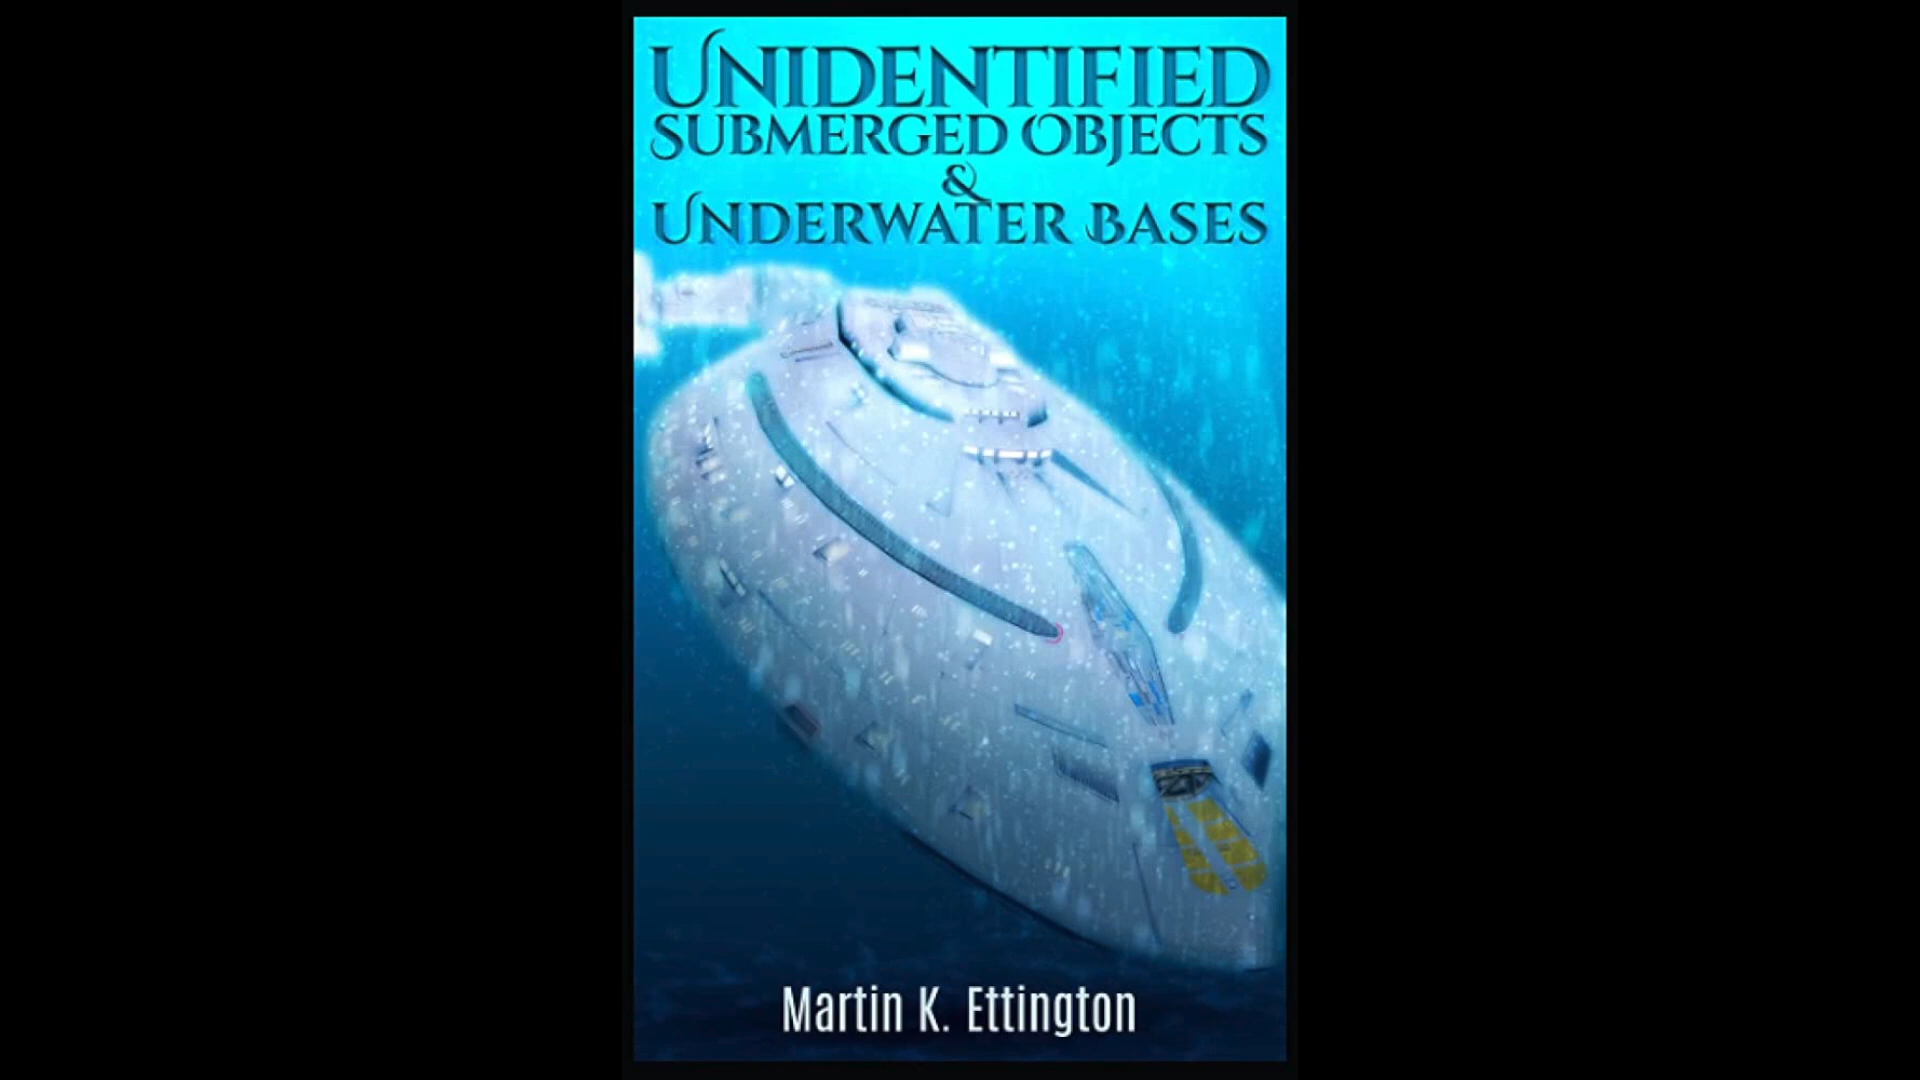 UNIDENTIFIED
SUBMERGED OBJECTS
&
UNDERWATER BASES
Martin K. Ettington